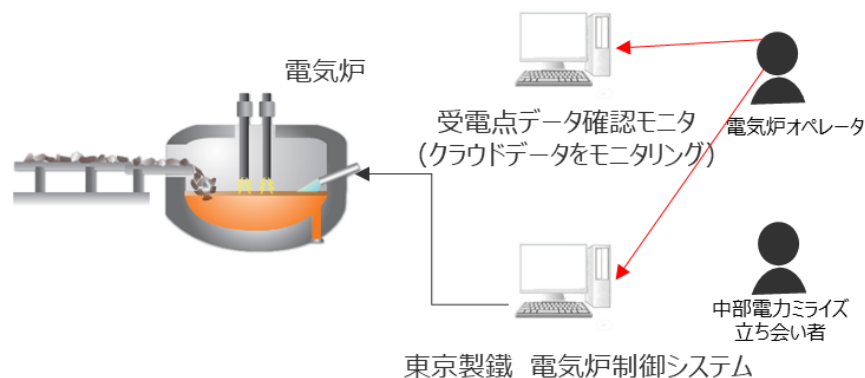 電気炉
受電点データ確認モニタ
（クラウドデータをモニタリング）
電気炉オペレータ
中部電力ミライズ
立ち会い者
東京製鐵　電気炉制御システム